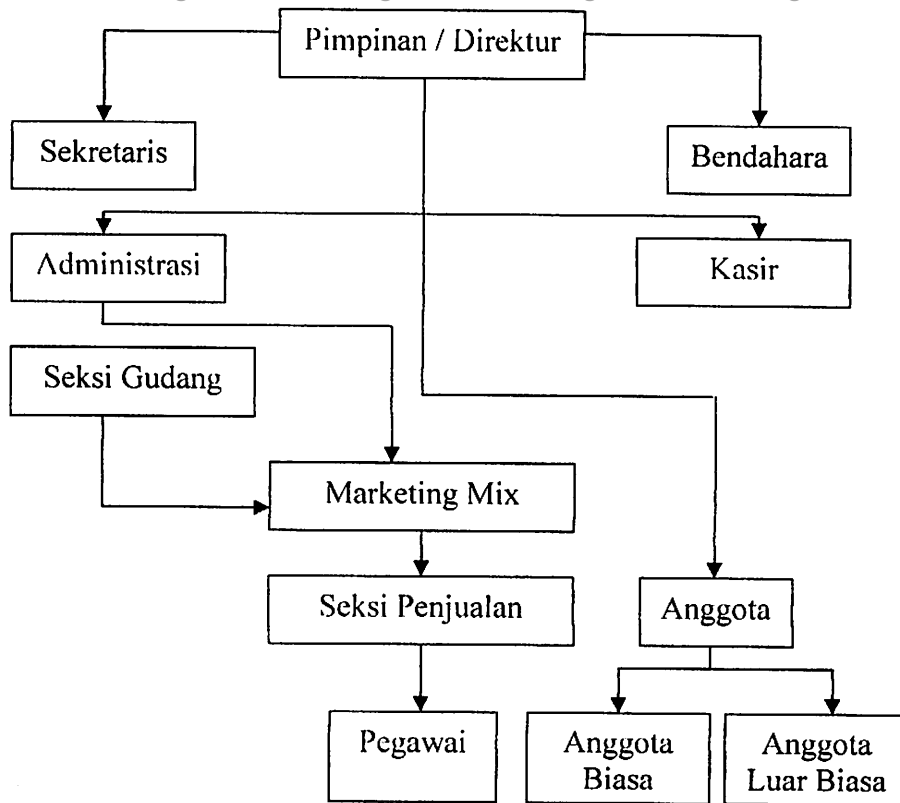 Pimpinan / Direktur
Sekretaris
Bendahara
Administrasi
Kasir
Seksi Gudang
Marketing Mix
Seksi Penjualan
Anggota
Pegawai
Anggota
Biasa
Anggota
Luar Biasa